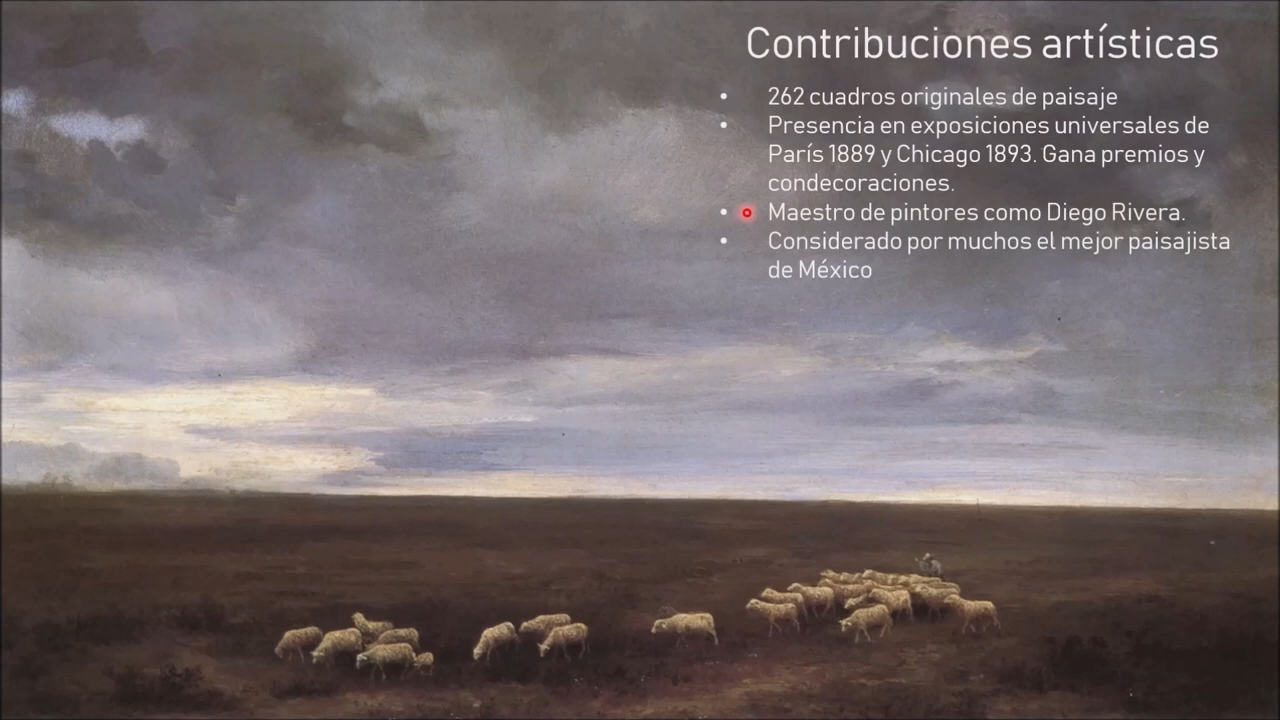 Contribuciones artísticas
• 262 cuadros originales de paisaje
• Presencia en exposiciones universales de
París 1889 y Chicago 1893. Gana premios y
condecoraciones.
• Maestro de pintores como Diego Rivera.
• Considerado por muchos el mejor paisajista
de México